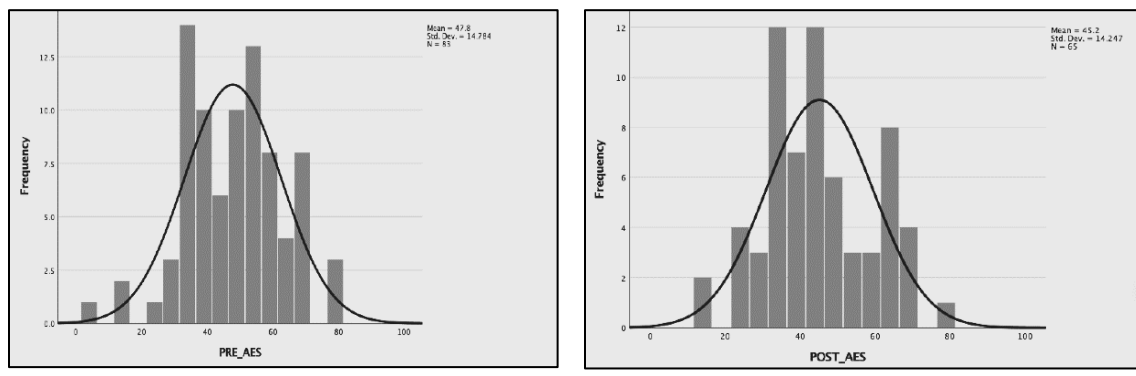 Mean = 47.8
Std. Dev. = 14.784
N = 83
12.5
10.0
7.5
5.0
2.5
0.0
Frequency
0 20 40 60 80 100
PRE_AES
Mean = 45.2
Std. Dev. = 14.247
N = 65
12
10
8
6
4
2
0
Frequency
0 20 40 60 80 100
POST_AES